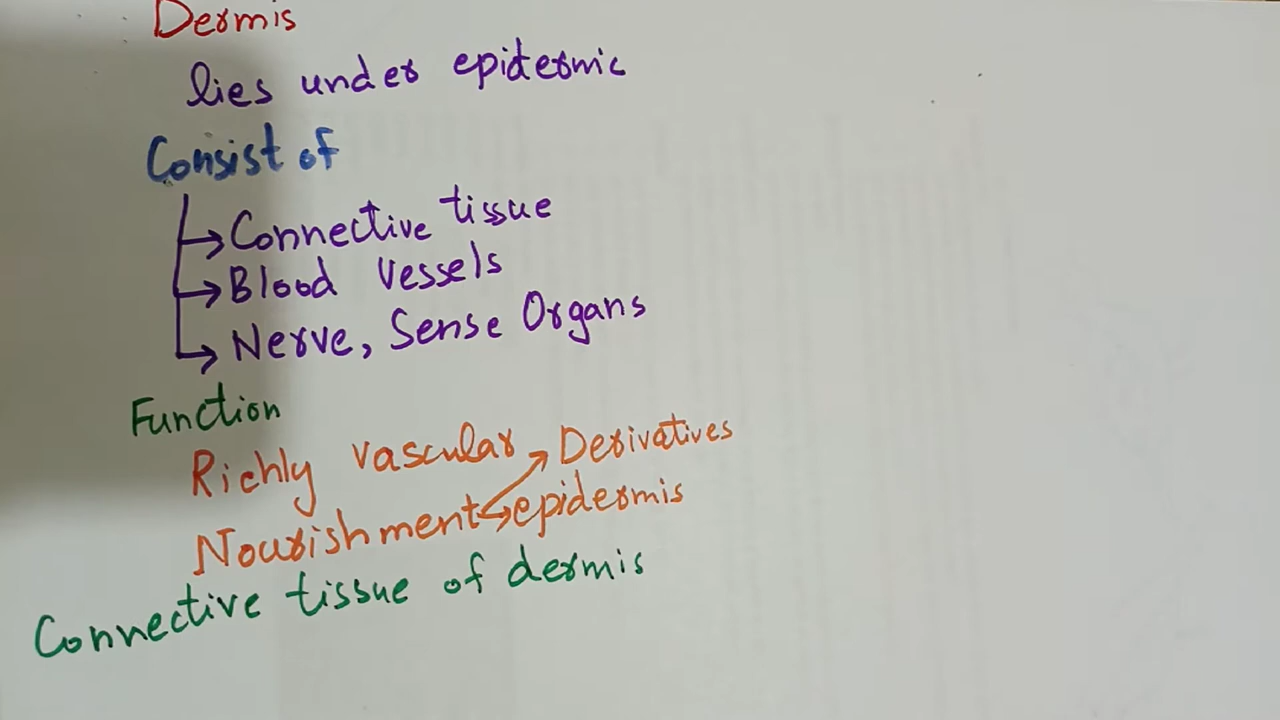 Dermis
lies under epidermic
Consist of
Connective tissue
Blood vessels
Nerve, Sense Organs
Function
Richly vascular Derivatives
Nourishment epidermis
Connective tissue of dermis